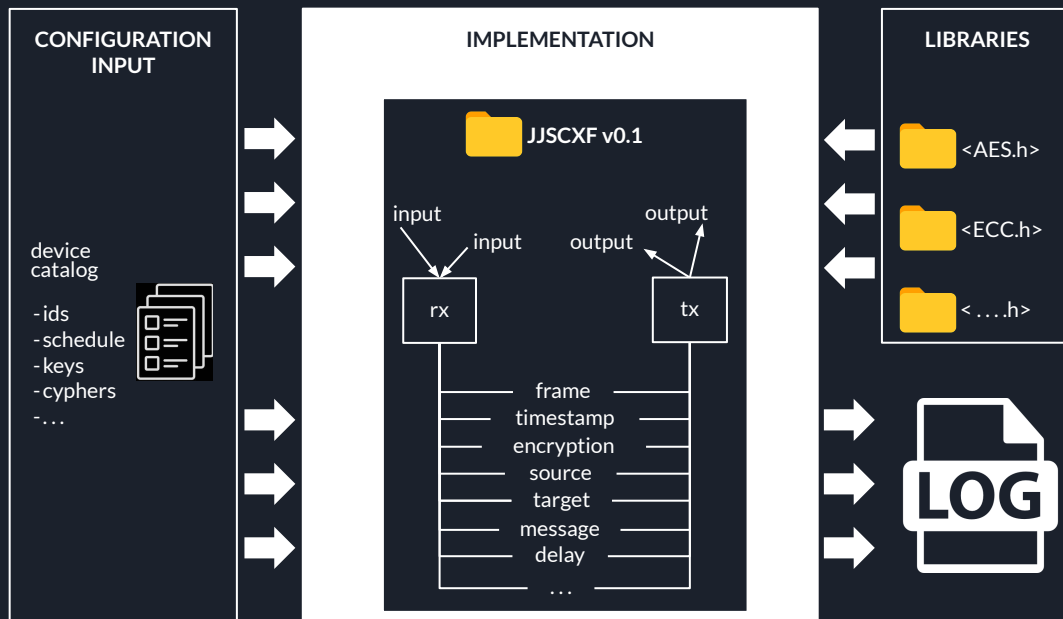 CONFIGURATION
INPUT
device
catalog
-ids
-schedule
-keys
-cyphers
-...
IMPLEMENTATION
JJSCXF v0.1
input
input
output
output
rx
tx
frame
timestamp
encryption
source
target
message
delay
...
LIBRARIES
<AES.h>
<ECC.h>
<....h>
LOG